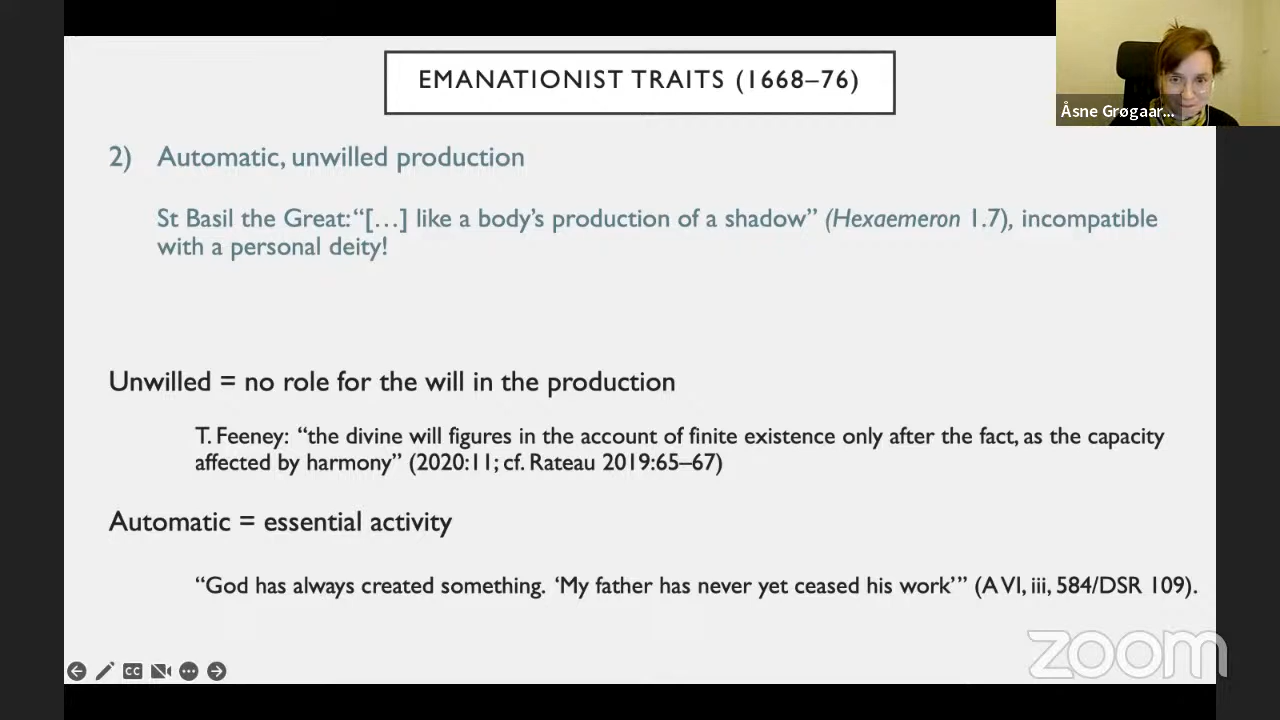 EMANATIONIST TRAITS (1668–76)
Åsne Grøgaar...
2) Automatic, unwilled production
St Basil the Great: “[…] like a body’s production of a shadow” (Hexaemeron 1.7), incompatible
with a personal deity!
Unwilled = no role for the will in the production
T. Feeney: “the divine will figures in the account of finite existence only after the fact, as the capacity
affected by harmony” (2020:11; cf. Rateau 2019:65–67)
Automatic = essential activity
“God has always created something. ‘My father has never yet ceased his work’” (A VI, iii, 584/DSR 109).
CC
zoom